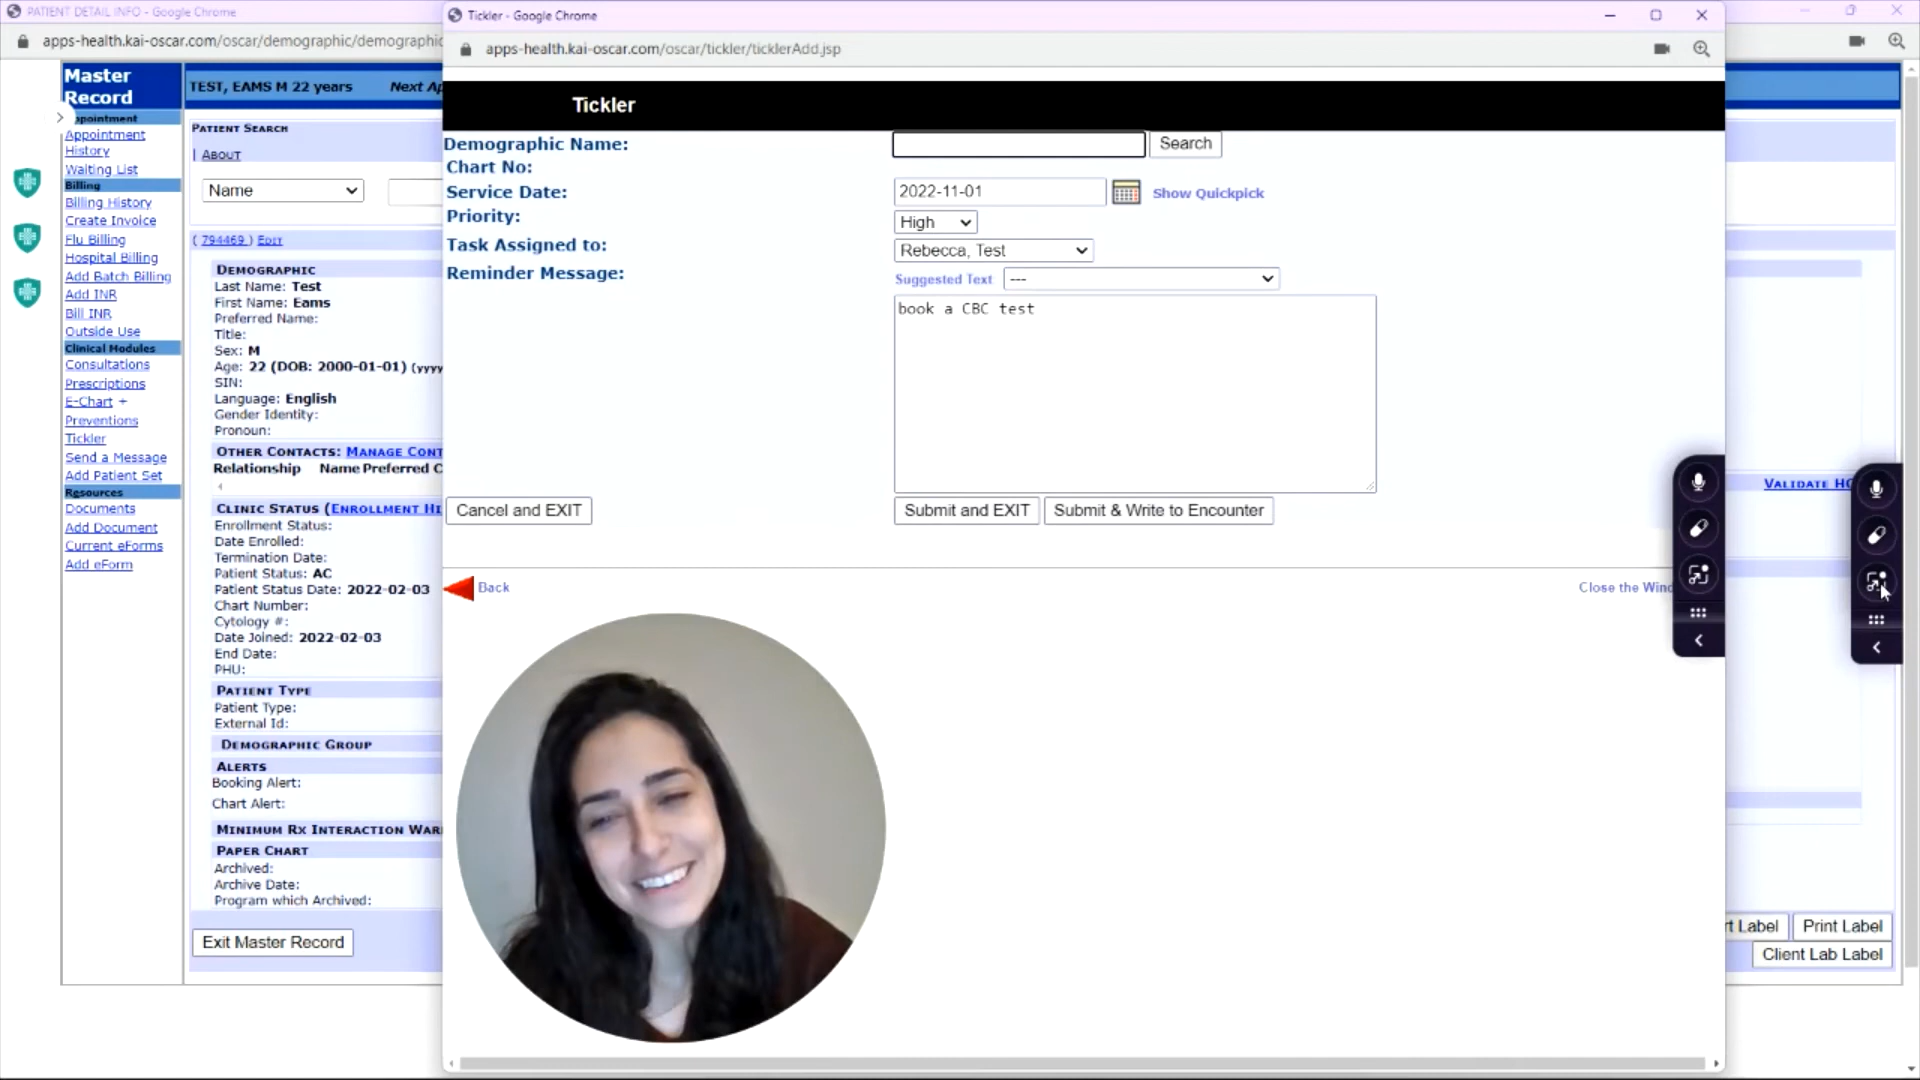 PATIENT DETAIL INFO - Google Chrome
apps-health.kai-oscar.com/oscar/demographic/demographic
Master Record
TEST, EAMS M 22 years Next Ap
ppointment
Appointment History
Waiting List
Billing
Billing History
Create Invoice
Flu Billing
Hospital Billing
Add Batch Billing
Add INR
Bill INR
Outside Use
Clinical Modules
Consultations
Prescriptions
E-Chart +
Preventions
Tickler
Send a Message
Add Patient Set
Resources
Documents
Add Document
Current eForms
Add eForm
PATIENT SEARCH
| ABOUT
Name
( 794469 ) EDIT
DEMOGRAPHIC
Last Name: Test
First Name: Eams
Preferred Name:
Title:
Sex: M
Age: 22 (DOB: 2000-01-01) (yyyy
SIN:
Language: English
Gender Identity:
Pronoun:
OTHER CONTACTS: MANAGE CONT
Relationship Name Preferred C
CLINIC STATUS (ENROLLMENT HI
Enrollment Status:
Date Enrolled:
Termination Date:
Patient Status: AC
Patient Status Date: 2022-02-03
Chart Number:
Cytology #:
Date Joined: 2022-02-03
End Date:
PHU:
PATIENT TYPE
Patient Type:
External Id:
DEMOGRAPHIC GROUP
ALERTS
Booking Alert:
Chart Alert:
MINIMUM RX INTERACTION WAR
PAPER CHART
Archived:
Archive Date:
Program which Archived:
Exit Master Record
Tickler - Google Chrome
apps-health.kai-oscar.com/oscar/tickler/ticklerAdd.jsp
Tickler
Demographic Name: Search
Chart No:
Service Date: 2022-11-01 Show Quickpick
Priority: High
Task Assigned to: Rebecca, Test
Reminder Message: Suggested Text ---
book a CBC test
Cancel and EXIT Submit and EXIT Submit & Write to Encounter
Back Close the Wind
VALIDATE HC
rt Label Print Label
Client Lab Label